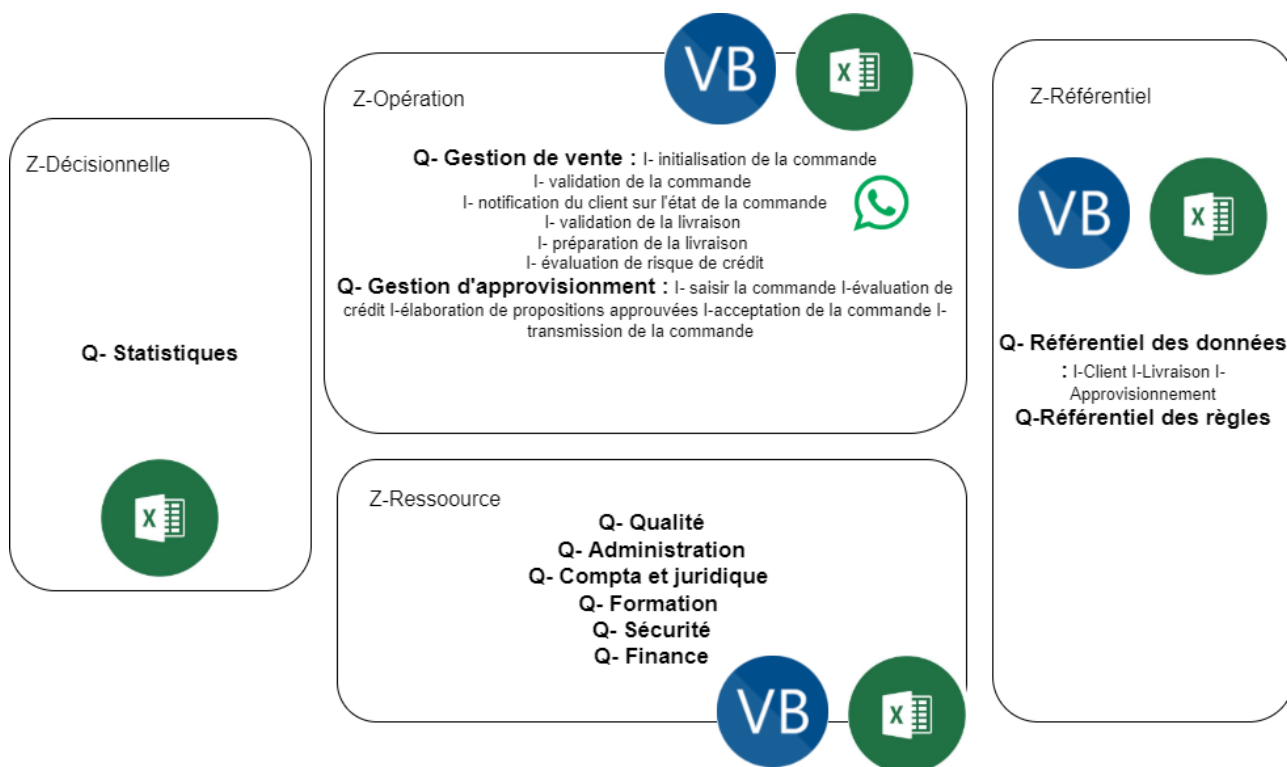 Z-Décisionnelle
Q- Statistiques
X
Z-Opération
VB
X
Q- Gestion de vente : I- initialisation de la commande
I- validation de la commande
I- notification du client sur l'état de la commande
I- validation de la livraison
I- préparation de la livraison
I- évaluation de risque de crédit
Q- Gestion d'approvisionment : I- saisir la commande I-évaluation de
crédit I-élaboration de propositions approuvées I-acceptation de la commande I-
transmission de la commande
Z-Ressoource
Q- Qualité
Q- Administration
Q- Compta et juridique
Q- Formation
Q- Sécurité
Q- Finance
VB
X
Z-Référentiel
VB
X
Q- Référentiel des données
: I-Client I-Livraison I-
Approvisionnement
Q-Référentiel des règles